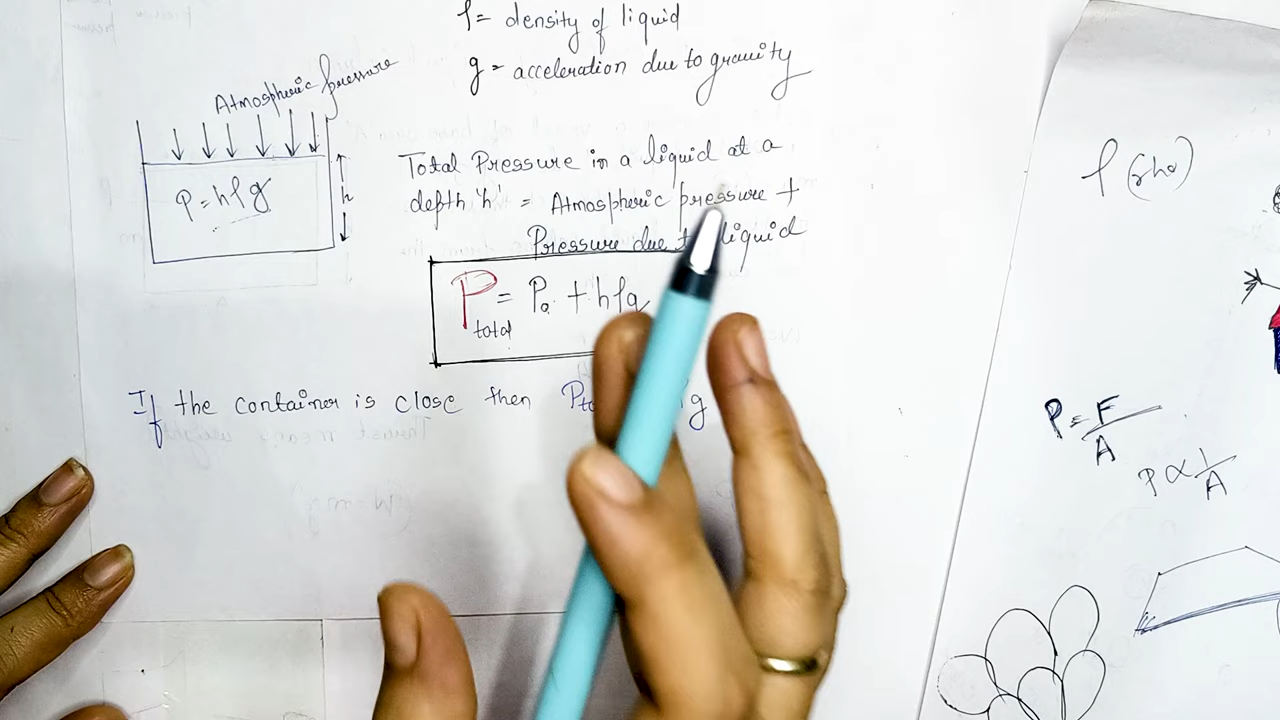 ρ = density of liquid
g = acceleration due to gravity
Atmospheric pressure
P = hρg
h
Total Pressure in a liquid at a
depth 'h' = Atmospheric pressure +
Pressure due liquid
P total = Pa + hρg
If the container is close then g
ρ (rho)
P = F/A
P ∝ 1/A